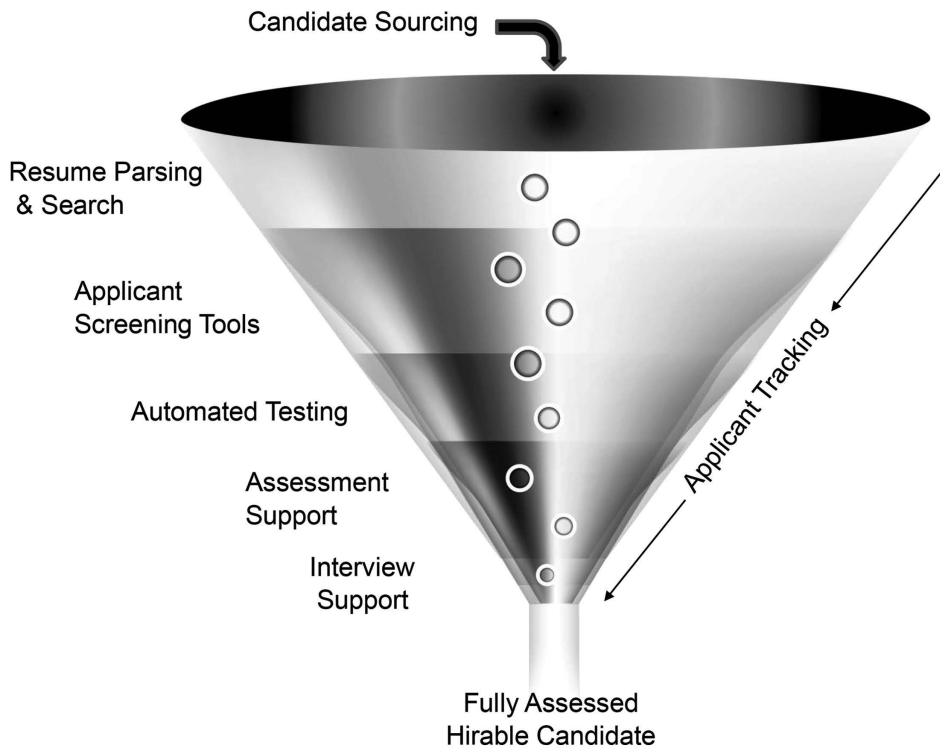 Candidate Sourcing
Resume Parsing
& Search
Applicant
Screening Tools
Applicant Tracking
Automated Testing
Assessment
Support
Interview
Support
Fully Assessed
Hirable Candidate